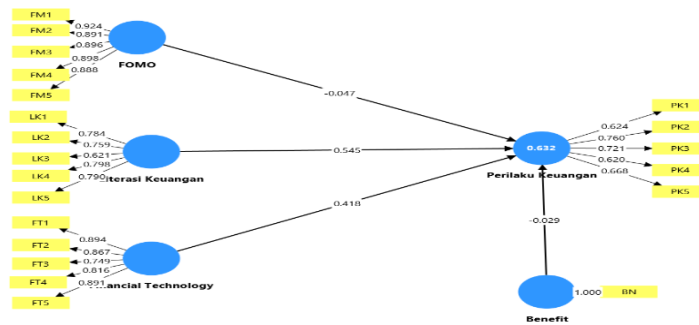 FM1
0.924
FM2
0.891
0.896
FM3
0.898
FM4
0.888
FM5
FOMO
-0.047
LK1
0.784
LK2
0.759
LK3
0.621
0.798
LK4
0.790
LK5
Literasi Keuangan
0.545
FT1
0.894
FT2
0.867
FT3
0.749
0.816
FT4
0.891
FT5
Financial Technology
0.418
0.632
Perilaku Keuangan
PK1
0.624
PK2
0.760
0.721
PK3
0.620
PK4
0.668
PK5
-0.029
1.000
BN
Benefit